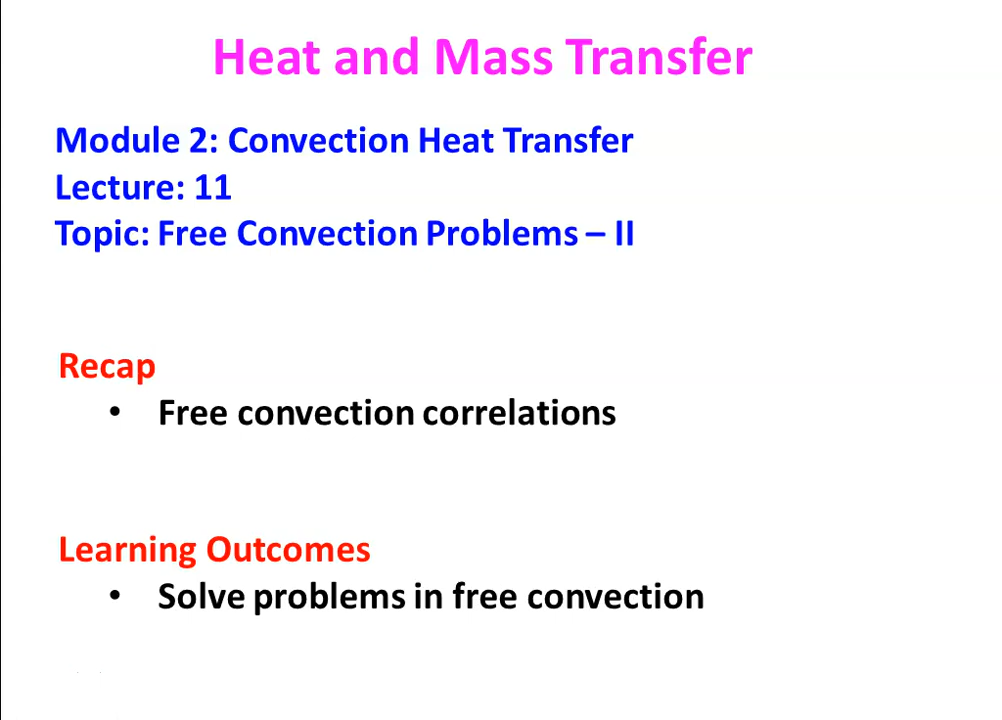 Heat and Mass Transfer
Module 2: Convection Heat Transfer
Lecture: 11
Topic: Free Convection Problems – II
Recap
• Free convection correlations
Learning Outcomes
• Solve problems in free convection